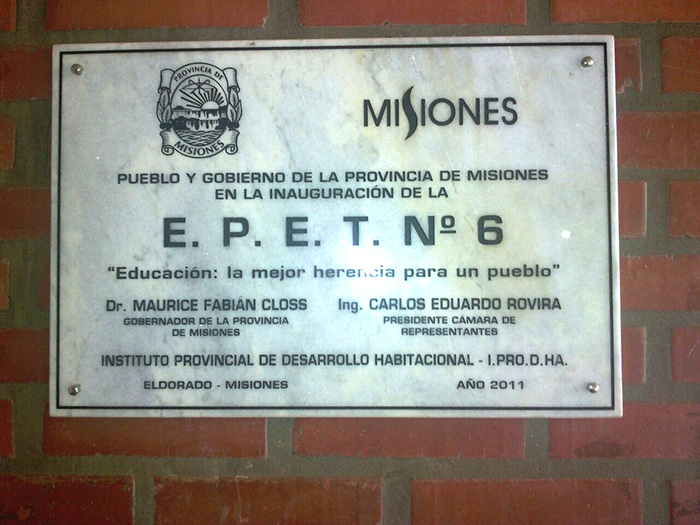 PROVINCIA DE
MISIONES
MISIONES
PUEBLO Y GOBIERNO DE LA PROVINCIA DE MISIONES
EN LA INAUGURACIÓN DE LA
E. P. E. T. Nº 6
“Educación: la mejor herencia para un pueblo”
Dr. MAURICE FABIÁN CLOSS
GOBERNADOR DE LA PROVINCIA
DE MISIONES
Ing. CARLOS EDUARDO ROVIRA
PRESIDENTE CÁMARA DE
REPRESENTANTES
INSTITUTO PROVINCIAL DE DESARROLLO HABITACIONAL - I.PRO.D.HA.
ELDORADO - MISIONES AÑO 2011